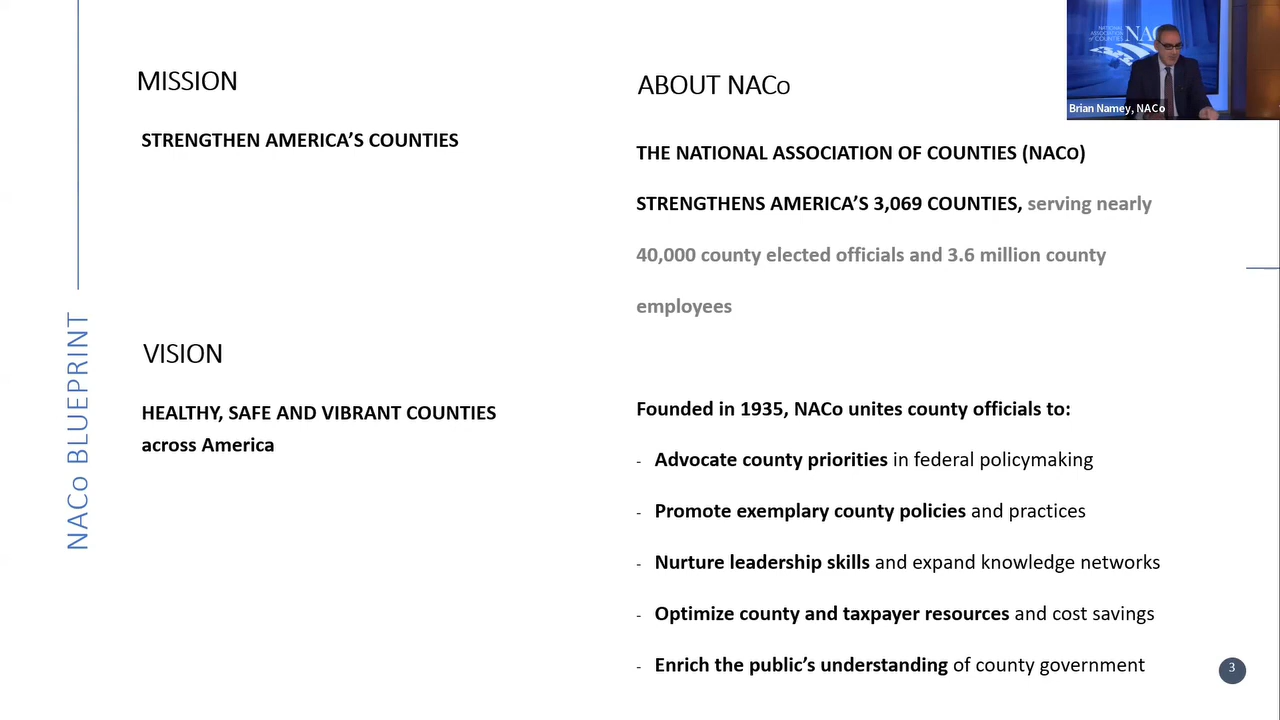 MISSION
STRENGTHEN AMERICA’S COUNTIES
VISION
HEALTHY, SAFE AND VIBRANT COUNTIES
across America
NACo BLUEPRINT
ABOUT NACo
THE NATIONAL ASSOCIATION OF COUNTIES (NACo)
STRENGTHENS AMERICA’S 3,069 COUNTIES, serving nearly
40,000 county elected officials and 3.6 million county
employees
Founded in 1935, NACo unites county officials to:
- Advocate county priorities in federal policymaking
- Promote exemplary county policies and practices
- Nurture leadership skills and expand knowledge networks
- Optimize county and taxpayer resources and cost savings
- Enrich the public’s understanding of county government
NATIONAL
ASSOCIATION
of COUNTIES
Brian Namey, NACo
3